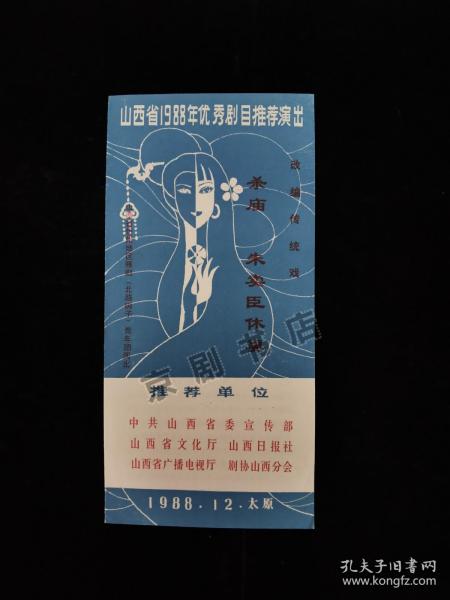 山西省1988年优秀剧目推荐演出
改编传统戏
杀庙
朱买臣休妻
推荐单位
中共山西省委宣传部
山西省文化厅 山西日报社
山西省广播电视厅 剧协山西分会
1988.12.太原
京剧书店
孔夫子旧书网
www.kongfz.com